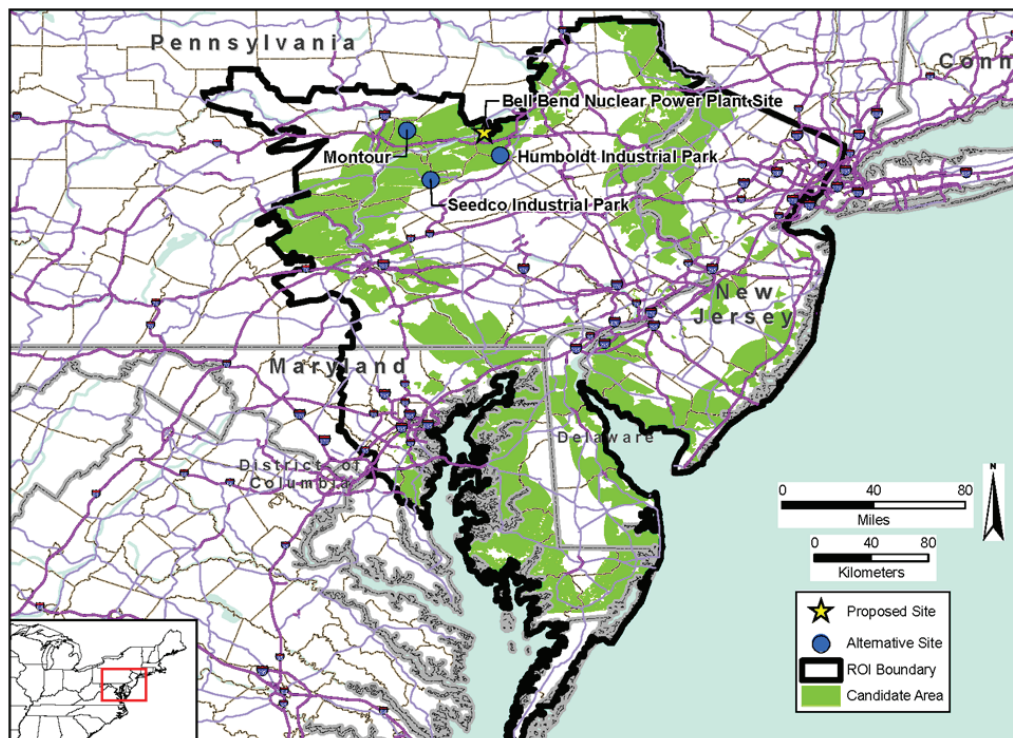 Pennsylvania
Conn
Bell Bend Nuclear Power Plant Site
Montour
Humboldt Industrial Park
Seedco Industrial Park
New
Jersey
Maryland
Delaware
District of
Columbia
0 40 80
Miles
0 40 80
Kilometers
N
Proposed Site
Alternative Site
ROI Boundary
Candidate Area